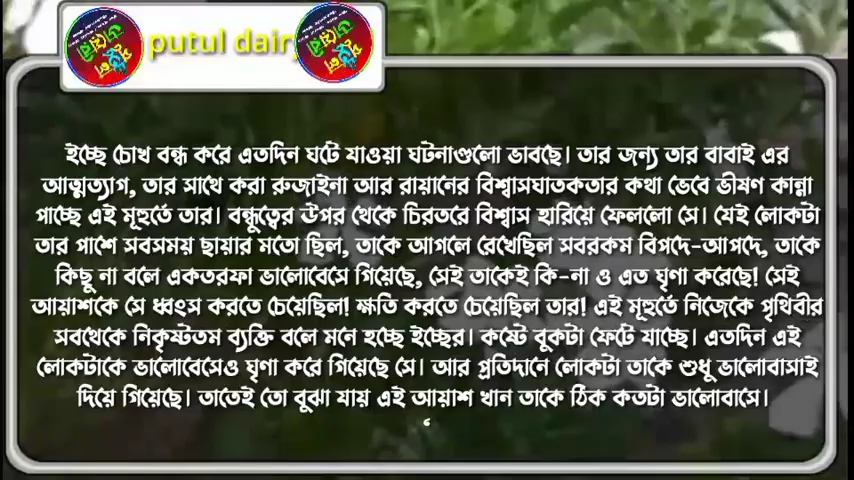 putul dairy
ইচ্ছে চোখ বন্ধ করে এতদিন ঘটে যাওয়া ঘটনাগুলো ভাবছে। তার জন্য তার বাবাই এর
আত্মত্যাগ, তার সাথে করা রুজাইনা আর রায়ানের বিশ্বাসঘাতকতার কথা ভেবে ভীষণ কান্না
পাচ্ছে এই মূহুর্তে তার। বন্ধুত্বের ঊপর থেকে চিরতরে বিশ্বাস হারিয়ে ফেললো সে। যেই লোকটা
তার পাশে সবসময় ছায়ার মতো ছিল, তাকে আগলে রেখেছিল সবরকম বিপদে-আপদে, তাকে
কিছু না বলে একতরফা ভালোবেসে গিয়েছে, সেই তাকেই কি-না ও এত ঘৃণা করেছে! সেই
আয়াশকে সে ধ্বংস করতে চেয়েছিল! ক্ষতি করতে চেয়েছিল তার! এই মূহুর্তে নিজেকে পৃথিবীর
সবথেকে নিকৃষ্টতম ব্যক্তি বলে মনে হচ্ছে ইচ্ছের। কষ্টে বুকটা ফেটে যাচ্ছে। এতদিন এই
লোকটাকে ভালোবেসেও ঘৃণা করে গিয়েছে সে। আর প্রতিদানে লোকটা তাকে শুধু ভালোবাসাই
দিয়ে গিয়েছে। তাতেই তো বুঝা যায় এই আয়াশ খান তাকে ঠিক কতটা ভালোবাসে।